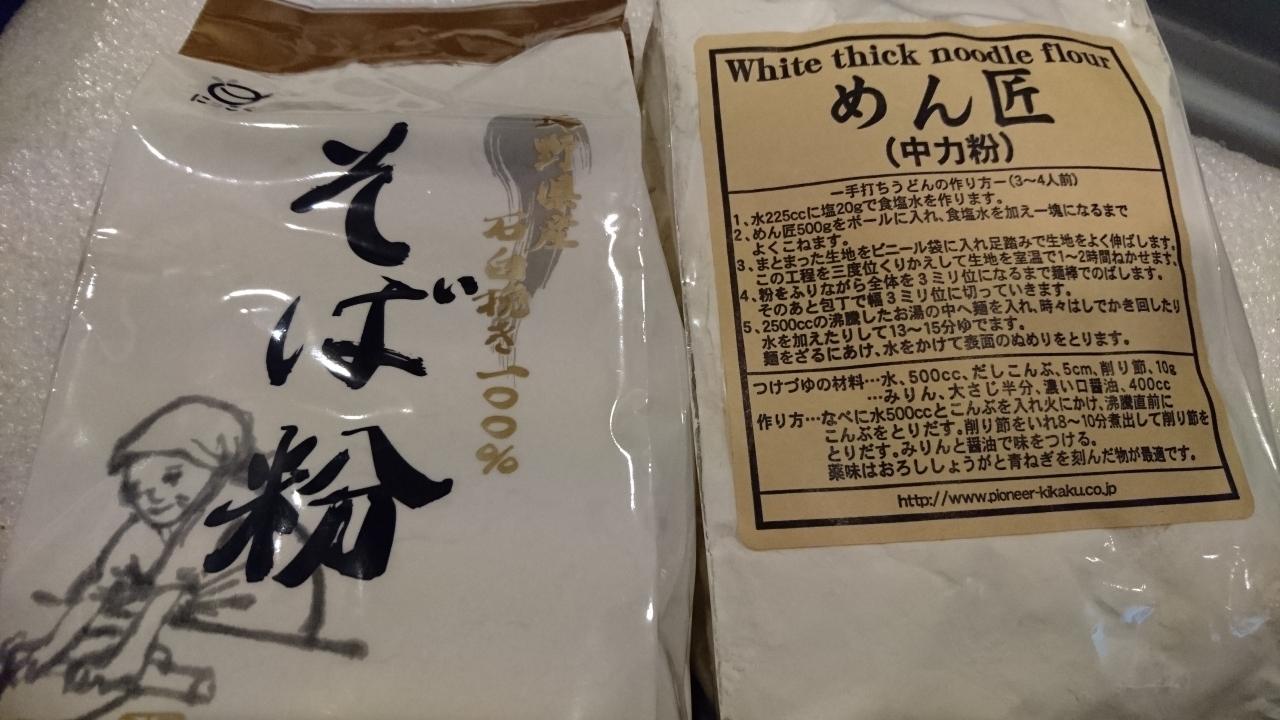 そば粉
長野県産
石臼挽き一〇〇%
White thick noodle flour
めん匠
(中力粉)
ー手打ちうどんの作り方ー(3〜4人前)
1、水225ccに塩20gで食塩水を作ります。
2、めん匠500gをボールに入れ、食塩水を加え一塊になるまで
よくこねます。
3、まとまった生地をビニール袋に入れ足踏みで生地をよく伸ばします。
この工程を三度位くりかえして生地を室温で1〜2時間ねかせます。
4、粉をふりながら全体を3ミリ位になるまで麺棒でのばします。
そのあと包丁で幅3ミリ位に切っていきます。
5、2500ccの沸騰したお湯の中へ麺を入れ、時々はしでかき回したり
水を加えたりして13〜15分ゆでます。
麺をざるにあけ、水をかけて表面のぬめりをとります。
つけづゆの材料…水、500cc、だしこんぶ、5cm、削り節、10g
…みりん、大さじ半分、濃い口醤油、400cc
作り方…なべに水500ccとこんぶを入れ火にかけ、沸騰直前に
こんぶをとりだす。削り節をいれ8〜10分煮出して削り節を
とりだす。みりんと醤油で味をつける。
薬味はおろししょうがと青ねぎを刻んだ物が最適です。
http://www.pioneer-kikaku.co.jp